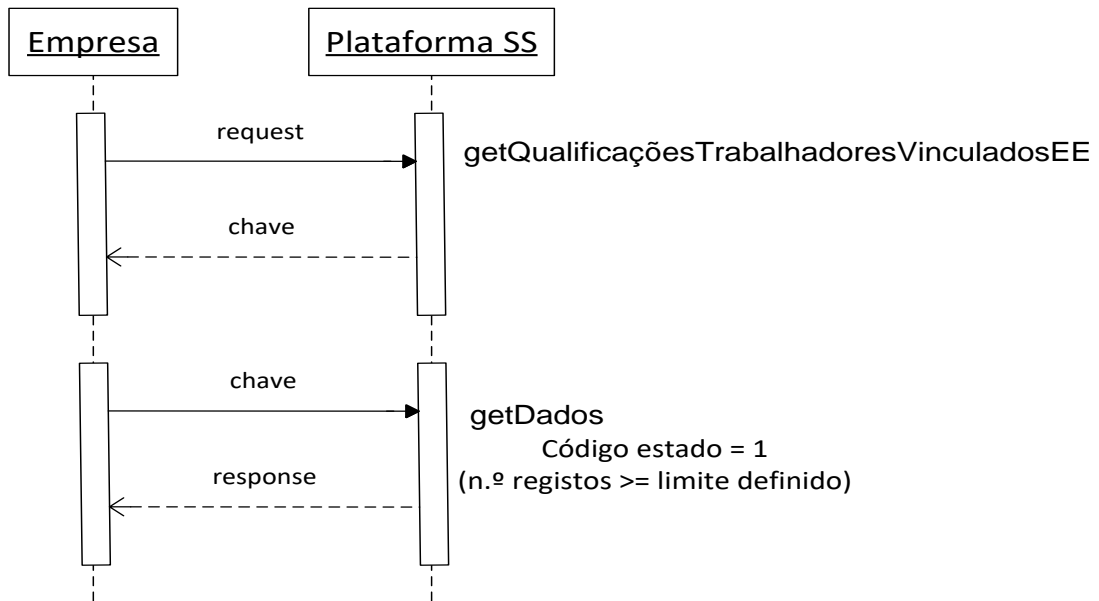 Empresa
Plataforma SS
request
getQualificaçõesTrabalhadoresVinculadosEE
chave
chave
getDados
Código estado = 1
response
(n.º registos >= limite definido)